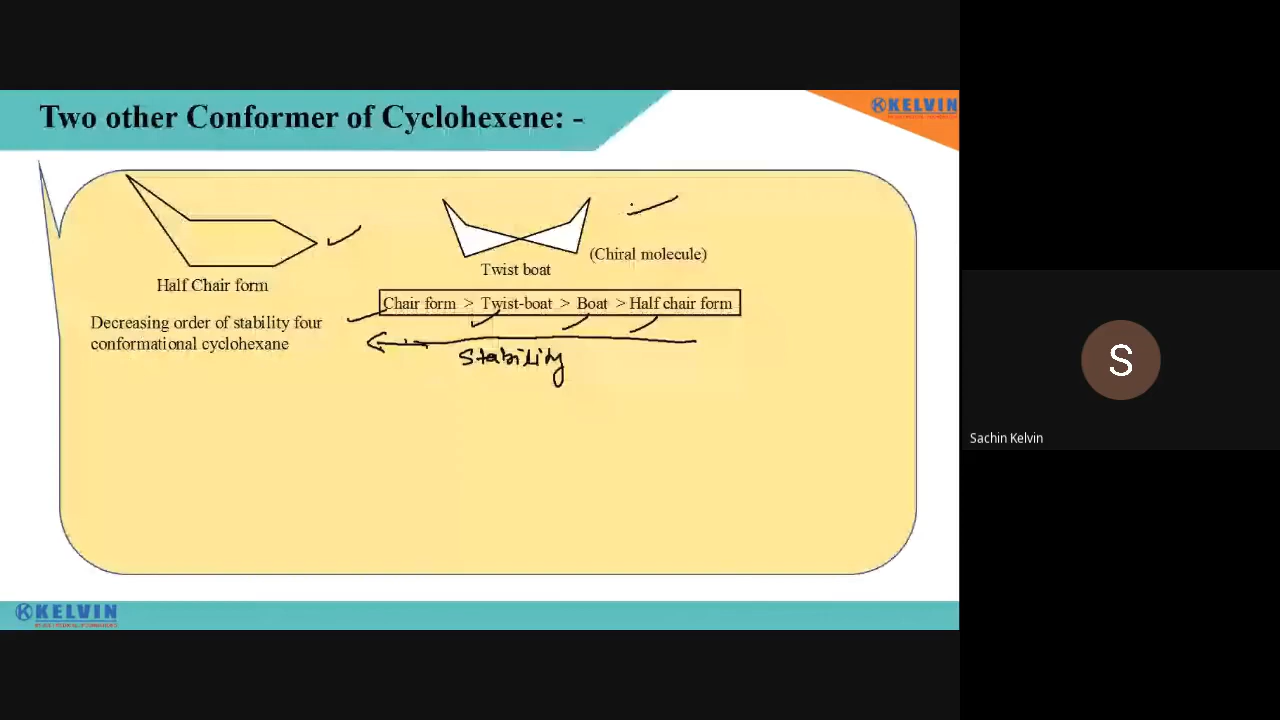 Two other Conformer of Cyclohexene: -
KELVIN
(Chiral molecule)
Twist boat
Half Chair form
Chair form > Twist-boat > Boat > Half chair form
Decreasing order of stability four
conformational cyclohexane
Stability
S
Sachin Kelvin
KELVIN